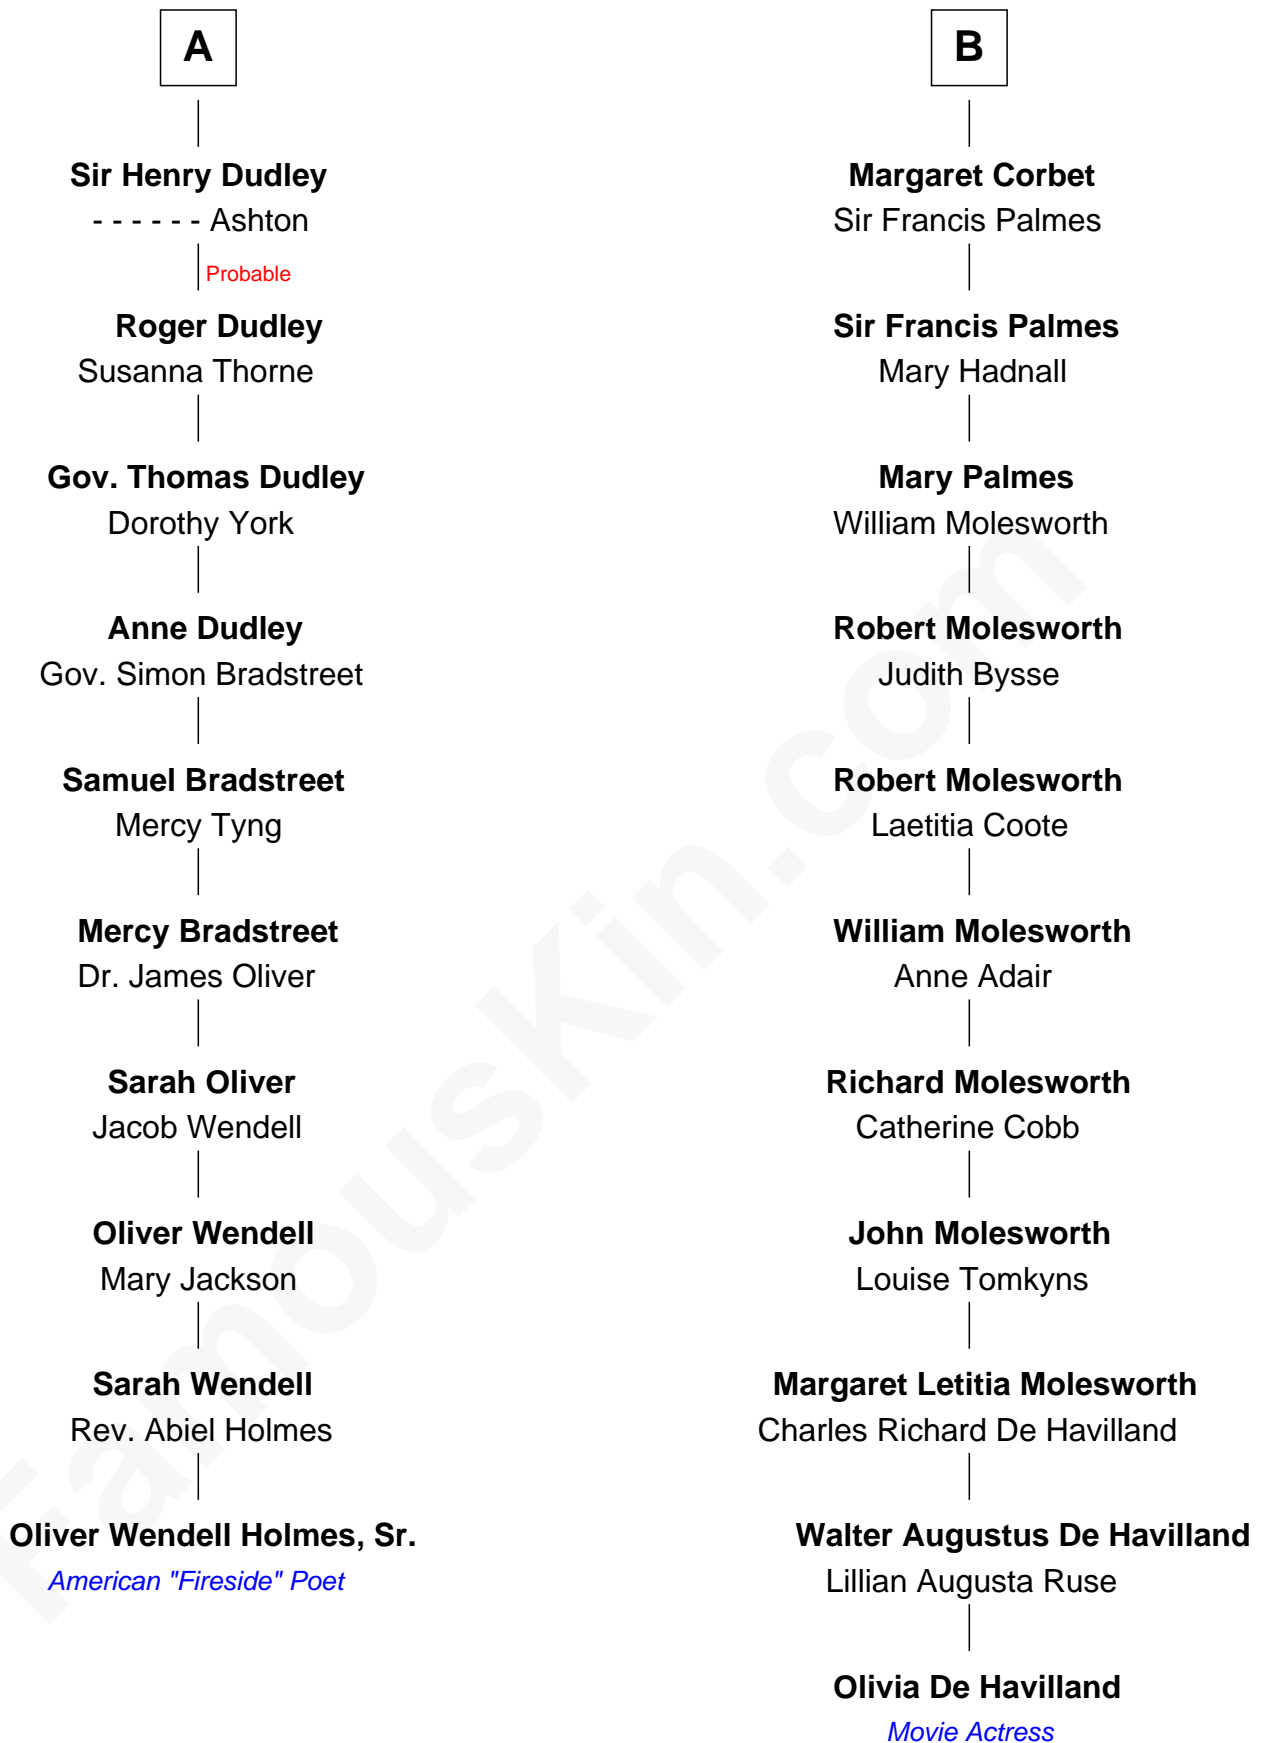 A
Sir Henry Dudley
- - - - - - Ashton
Probable
Roger Dudley
Susanna Thorne
Gov. Thomas Dudley
Dorothy York
Anne Dudley
Gov. Simon Bradstreet
Samuel Bradstreet
Mercy Tyng
Mercy Bradstreet
Dr. James Oliver
Sarah Oliver
Jacob Wendell
Oliver Wendell
Mary Jackson
Sarah Wendell
Rev. Abiel Holmes
Oliver Wendell Holmes, Sr.
American "Fireside" Poet
B
Margaret Corbet
Sir Francis Palmes
Sir Francis Palmes
Mary Hadnall
Mary Palmes
William Molesworth
Robert Molesworth
Judith Bysse
Robert Molesworth
Laetitia Coote
William Molesworth
Anne Adair
Richard Molesworth
Catherine Cobb
John Molesworth
Louise Tomkyns
Margaret Letitia Molesworth
Charles Richard De Havilland
Walter Augustus De Havilland
Lillian Augusta Ruse
Olivia De Havilland
Movie Actress
FamousKin.com